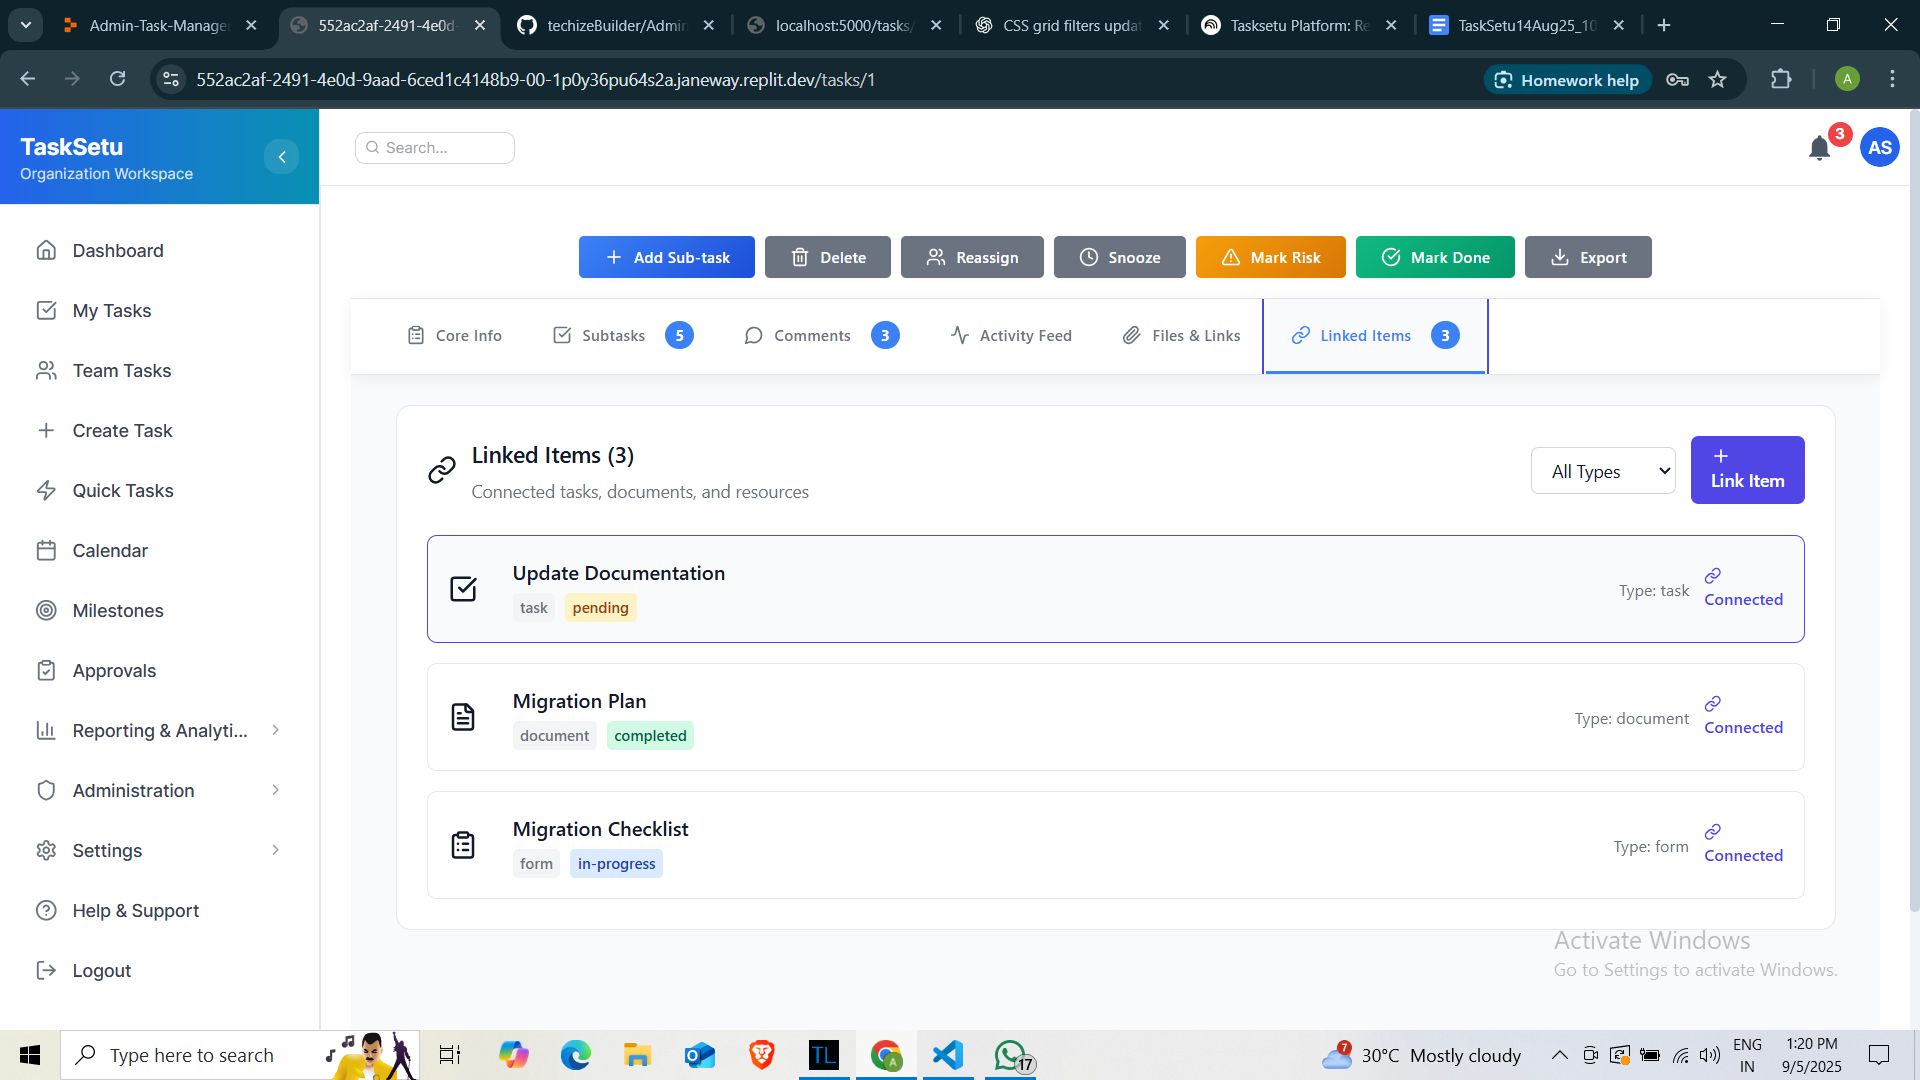 Admin-Task-Manage
552ac2af-2491-4e0d-
techizeBuilder/Admin
localhost:5000/tasks/
CSS grid filters updat
Tasksetu Platform: Re
TaskSetu14Aug25_10
552ac2af-2491-4e0d-9aad-6ced1c4148b9-00-1p0y36pu64s2a.janeway.replit.dev/tasks/1
Homework help
A
TaskSetu
Organization Workspace
Search...
3
AS
Dashboard
My Tasks
Team Tasks
Create Task
Quick Tasks
Calendar
Milestones
Approvals
Reporting & Analyti...
Administration
Settings
Help & Support
Logout
Add Sub-task
Delete
Reassign
Snooze
Mark Risk
Mark Done
Export
Core Info
Subtasks 5
Comments 3
Activity Feed
Files & Links
Linked Items 3
Linked Items (3)
Connected tasks, documents, and resources
All Types
+
Link Item
Update Documentation
task pending
Type: task
Connected
Migration Plan
document completed
Type: document
Connected
Migration Checklist
form in-progress
Type: form
Connected
Activate Windows
Go to Settings to activate Windows.
Type here to search
TL
A
17
7
30°C Mostly cloudy
ENG
IN
1:20 PM
9/5/2025